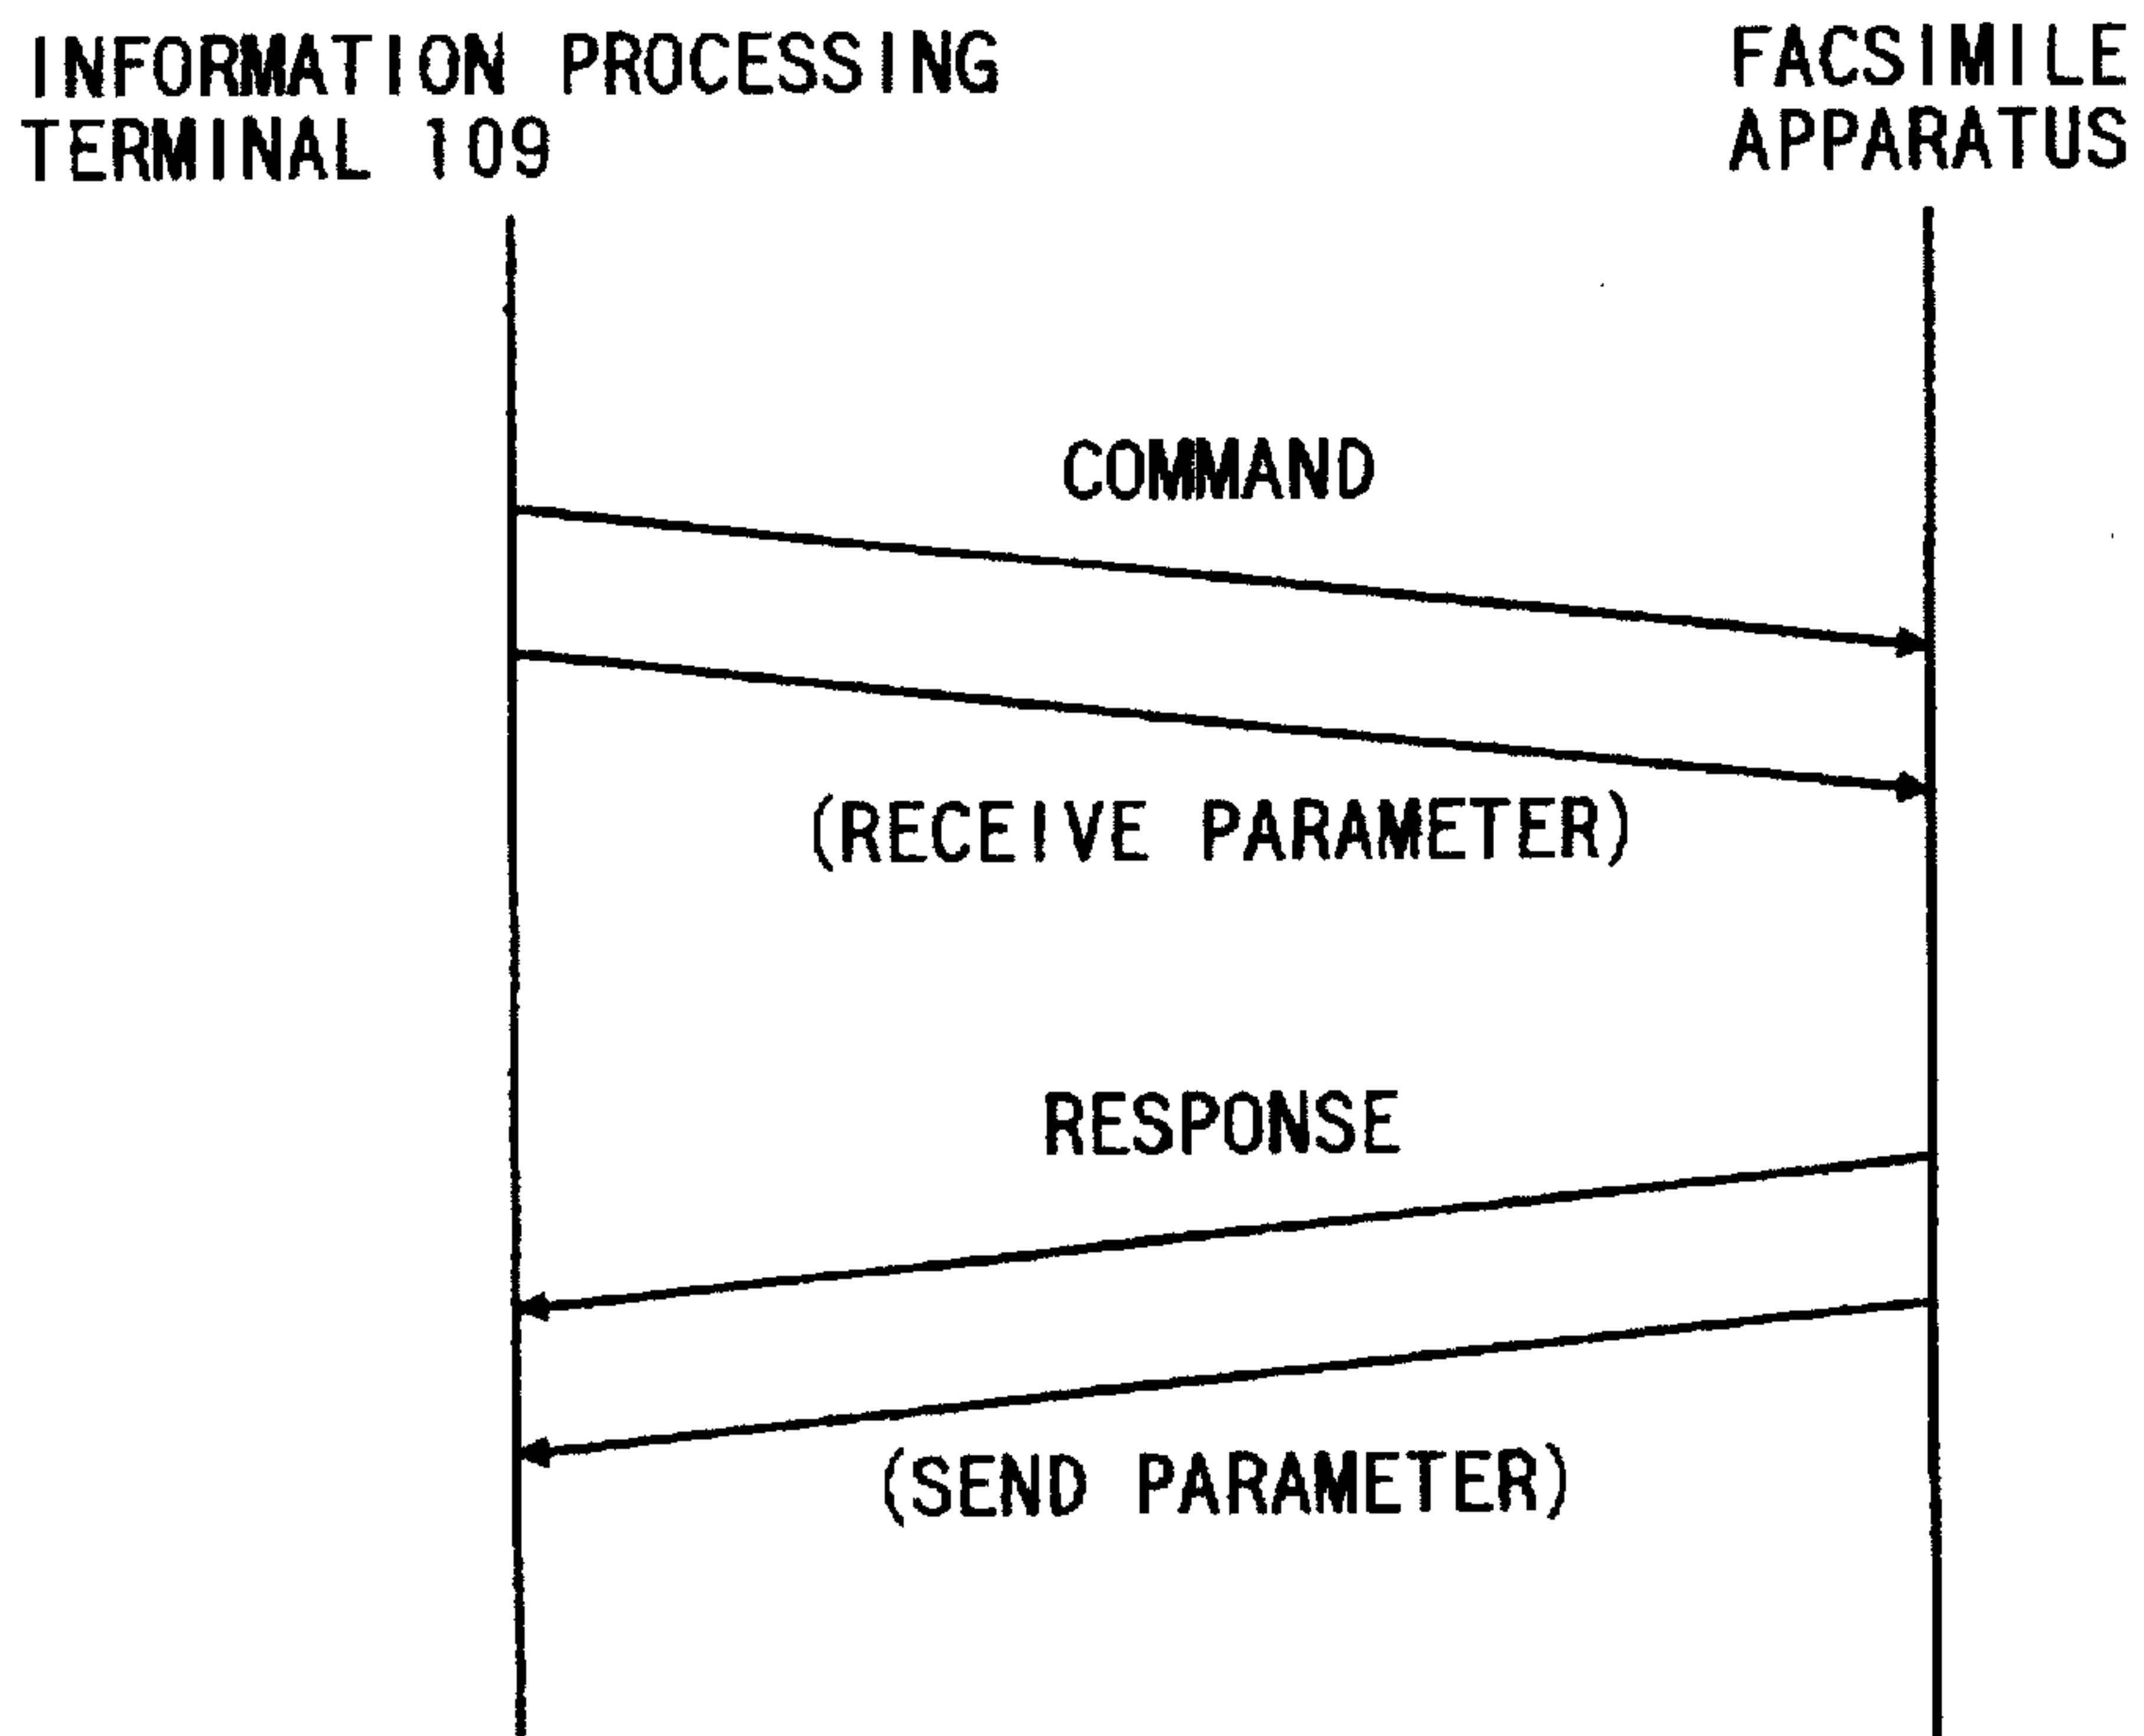 INFORMATION PROCESSING
TERMINAL 109
FACSIMILE
APPARATUS
COMMAND
(RECEIVE PARAMETER)
RESPONSE
(SEND PARAMETER)